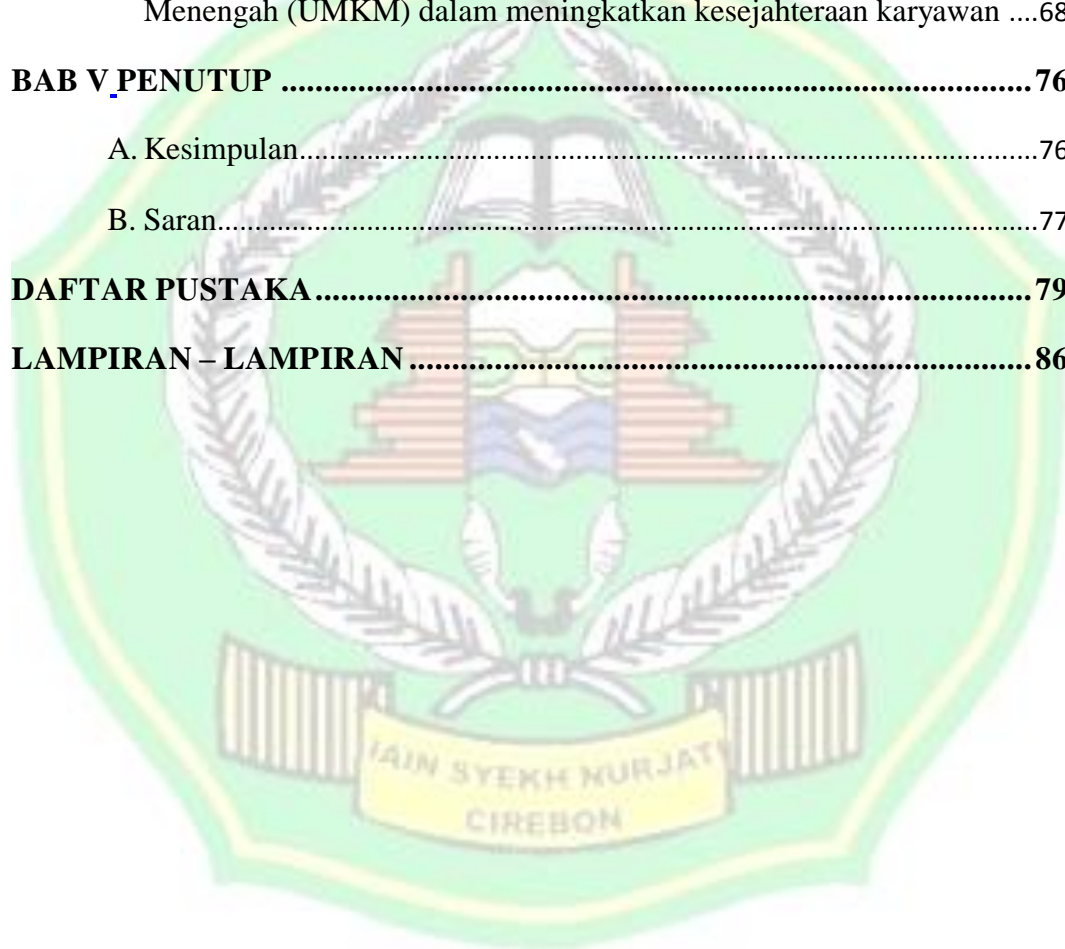 Menengah (UMKM) dalam meningkatkan kesejahteraan karyawan ....68
BAB V PENUTUP ............................................................................................76
A. Kesimpulan..........................................................................................76
B. Saran....................................................................................................77
DAFTAR PUSTAKA........................................................................................79
LAMPIRAN – LAMPIRAN............................................................................86
IAIN SYEKH NURJATI
CIREBON